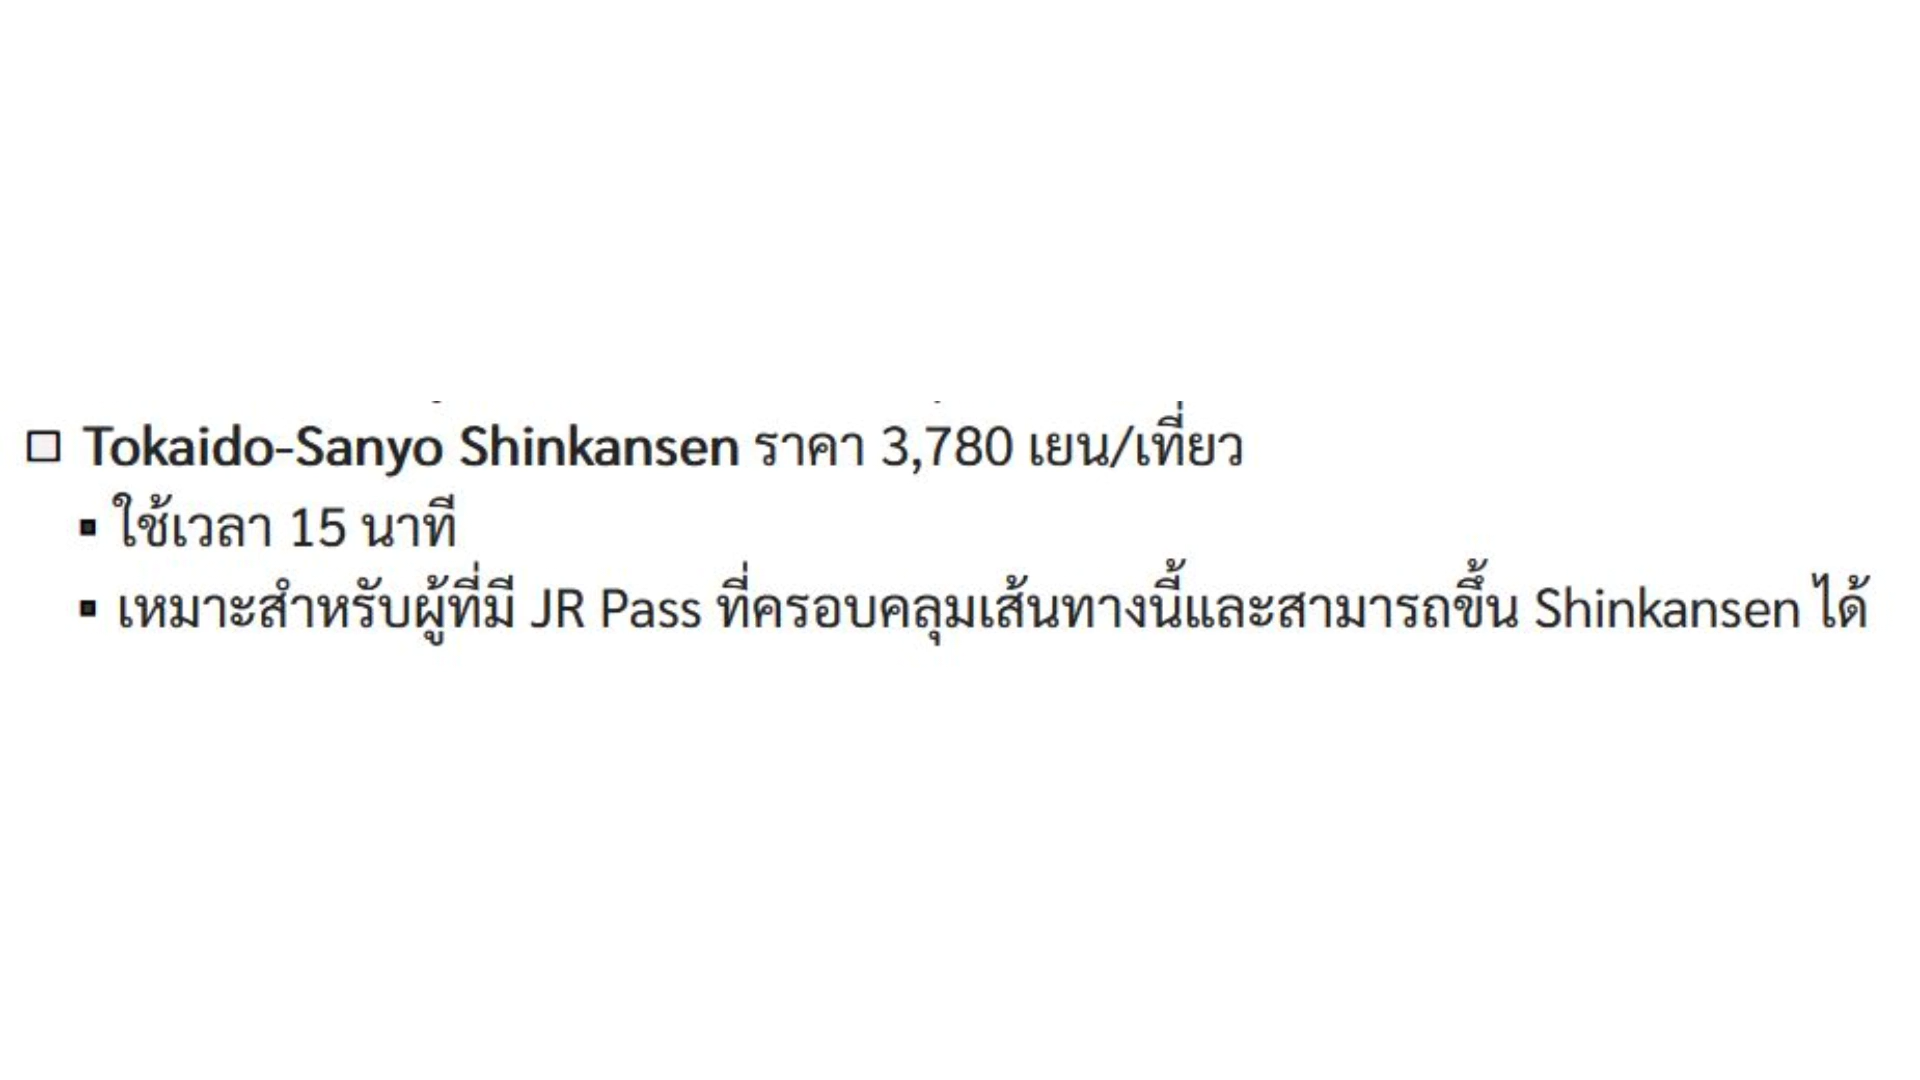 Tokaido-Sanyo Shinkansen ราคา 3,780 เยน/เที่ยว
▪ ใช้เวลา 15 นาที
▪ เหมาะสำหรับผู้ที่มี JR Pass ที่ครอบคลุมเส้นทางนี้และสามารถขึ้น Shinkansen ได้